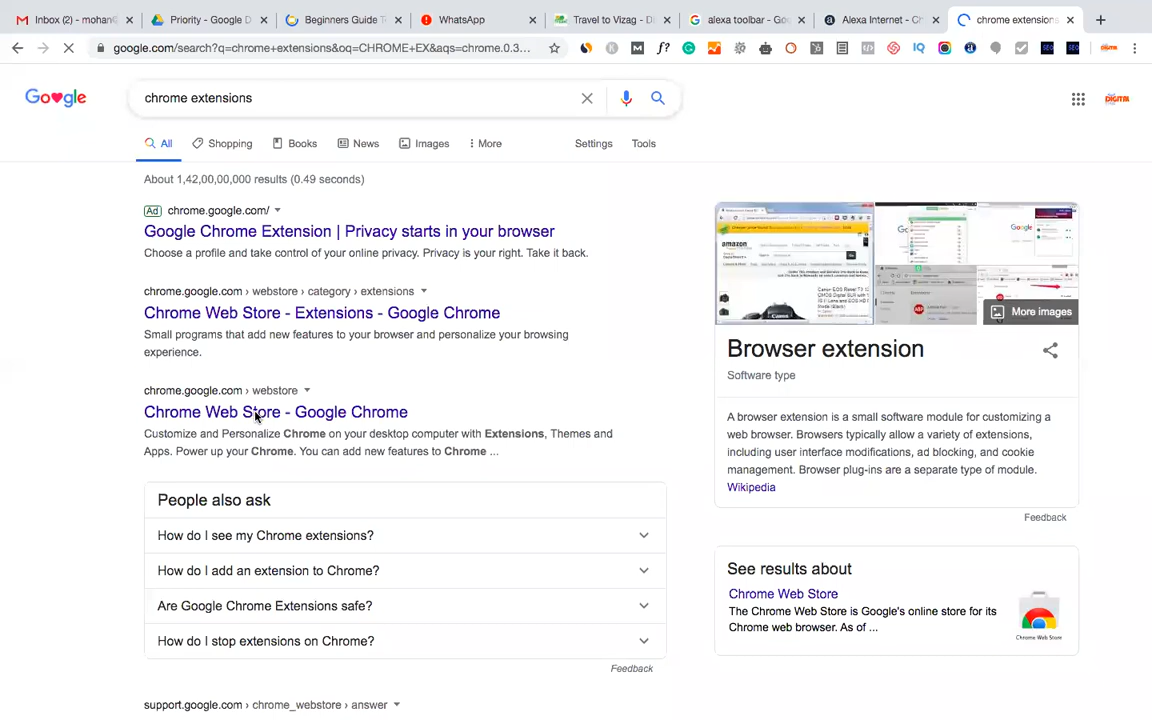 Inbox (2) - mohan
Priority - Google D
Beginners Guide T
WhatsApp
Travel to Vizag - D
alexa toolbar - Goo
Alexa Internet - Ch
chrome extensions
google.com/search?q=chrome+extensions&oq=CHROME+EX&aqs=chrome.0.3...
Google
chrome extensions
All
Shopping
Books
News
Images
More
Settings
Tools
About 1,42,00,00,000 results (0.49 seconds)
Ad chrome.google.com/
Google Chrome Extension | Privacy starts in your browser
Choose a profile and take control of your online privacy. Privacy is your right. Take it back.
chrome.google.com › webstore › category › extensions
Chrome Web Store - Extensions - Google Chrome
Small programs that add new features to your browser and personalize your browsing
experience.
chrome.google.com › webstore
Chrome Web Store - Google Chrome
Customize and Personalize Chrome on your desktop computer with Extensions, Themes and
Apps. Power up your Chrome. You can add new features to Chrome ...
People also ask
How do I see my Chrome extensions?
How do I add an extension to Chrome?
Are Google Chrome Extensions safe?
How do I stop extensions on Chrome?
Feedback
support.google.com › chrome_webstore › answer
More images
Browser extension
Software type
A browser extension is a small software module for customizing a
web browser. Browsers typically allow a variety of extensions,
including user interface modifications, ad blocking, and cookie
management. Browser plug-ins are a separate type of module.
Wikipedia
Feedback
See results about
Chrome Web Store
The Chrome Web Store is Google's online store for its
Chrome web browser. As of ...
Chrome Web Store